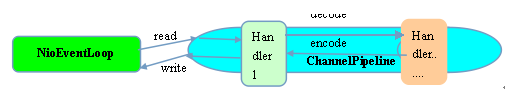 decode
Han
dler
1
Han
dler..
....
read
encode
NioEventLoop
ChannelPipeline
write